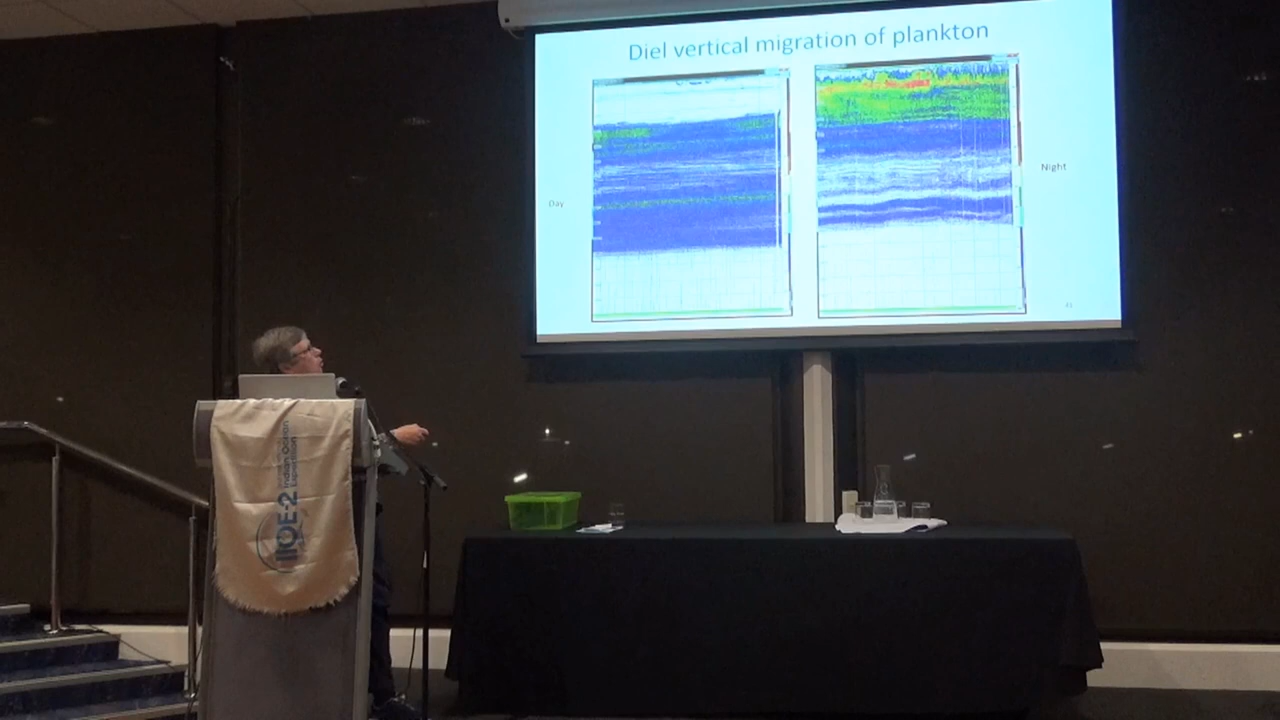 Diel vertical migration of plankton
Day
Night
IIOE-2
Indian Ocean
Expedition